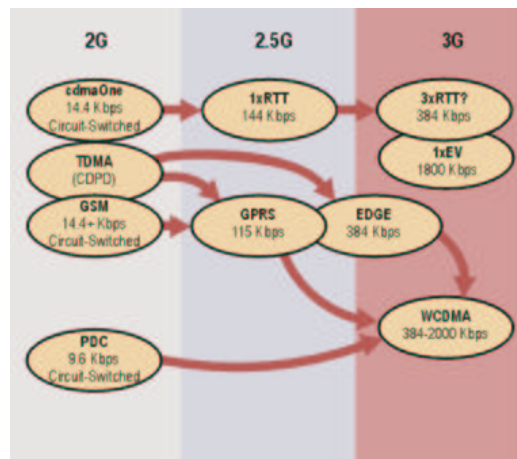 2G
2.5G
3G
cdmaOne
14.4 Kbps
Circuit-Switched
1xRTT
144 Kbps
3xRTT?
384 Kbps
1xEV
1800 Kbps
TDMA
(CDPD)
GSM
14.4+ Kbps
Circuit-Switched
GPRS
115 Kbps
EDGE
384 Kbps
WCDMA
384-2000 Kbps
PDC
9.6 Kbps
Circuit-Switched